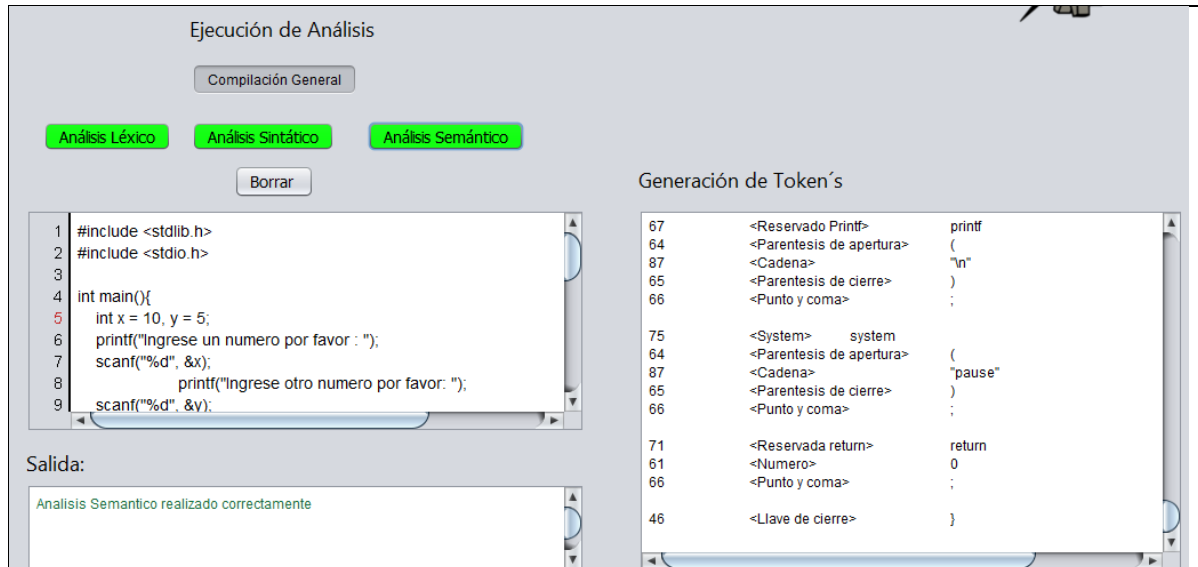 Ejecución de Análisis
Compilación General
Análisis Léxico Análisis Sintático Análisis Semántico
Borrar
1 #include <stdlib.h>
2 #include <stdio.h>
3
4 int main(){
5 int x = 10, y = 5;
6 printf("Ingrese un numero por favor : ");
7 scanf("%d", &x);
8 printf("Ingrese otro numero por favor: ");
9 scanf("%d", &y);
Salida:
Analisis Semantico realizado correctamente
Generación de Token´s
67 <Reservado Printf> printf
64 <Parentesis de apertura> (
87 <Cadena> "\n"
65 <Parentesis de cierre> )
66 <Punto y coma> ;
75 <System> system
64 <Parentesis de apertura> (
87 <Cadena> "pause"
65 <Parentesis de cierre> )
66 <Punto y coma> ;
71 <Reservada return> return
61 <Numero> 0
66 <Punto y coma> ;
46 <Llave de cierre> }